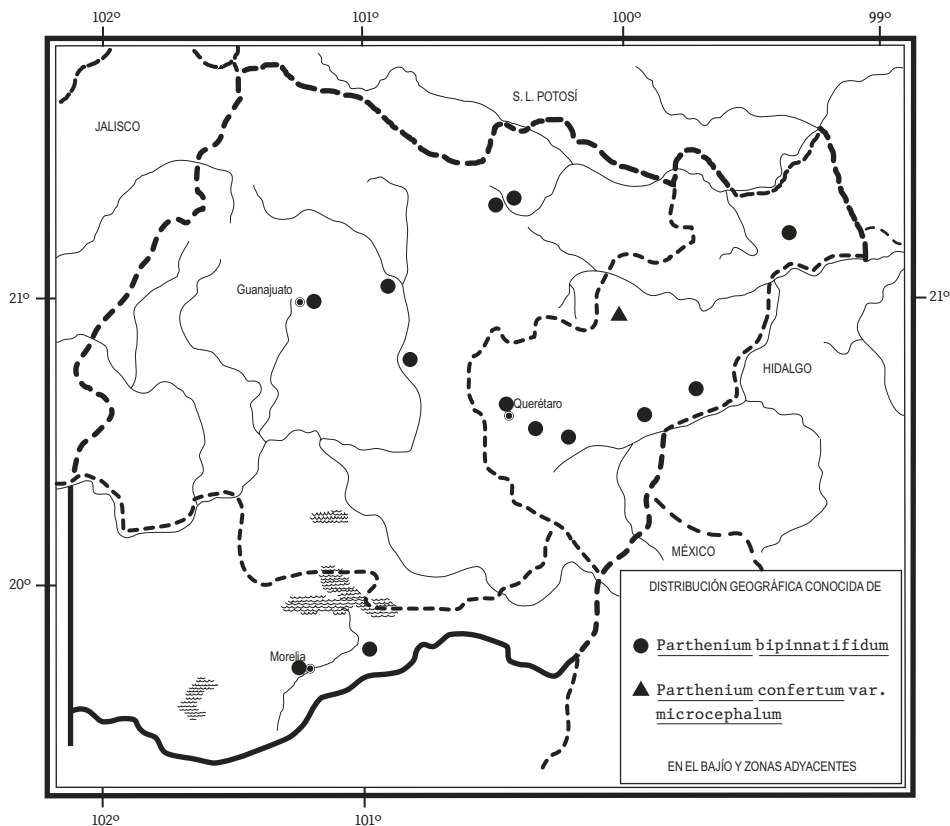 102º 101º 100º 99º
S. L. POTOSÍ
JALISCO
Guanajuato
21º 21º
HIDALGO
Querétaro
MÉXICO
20º
DISTRIBUCIÓN GEOGRÁFICA CONOCIDA DE
Parthenium bipinnatifidum
Morelia
Parthenium confertum var.
microcephalum
EN EL BAJÍO Y ZONAS ADYACENTES
102º 101º